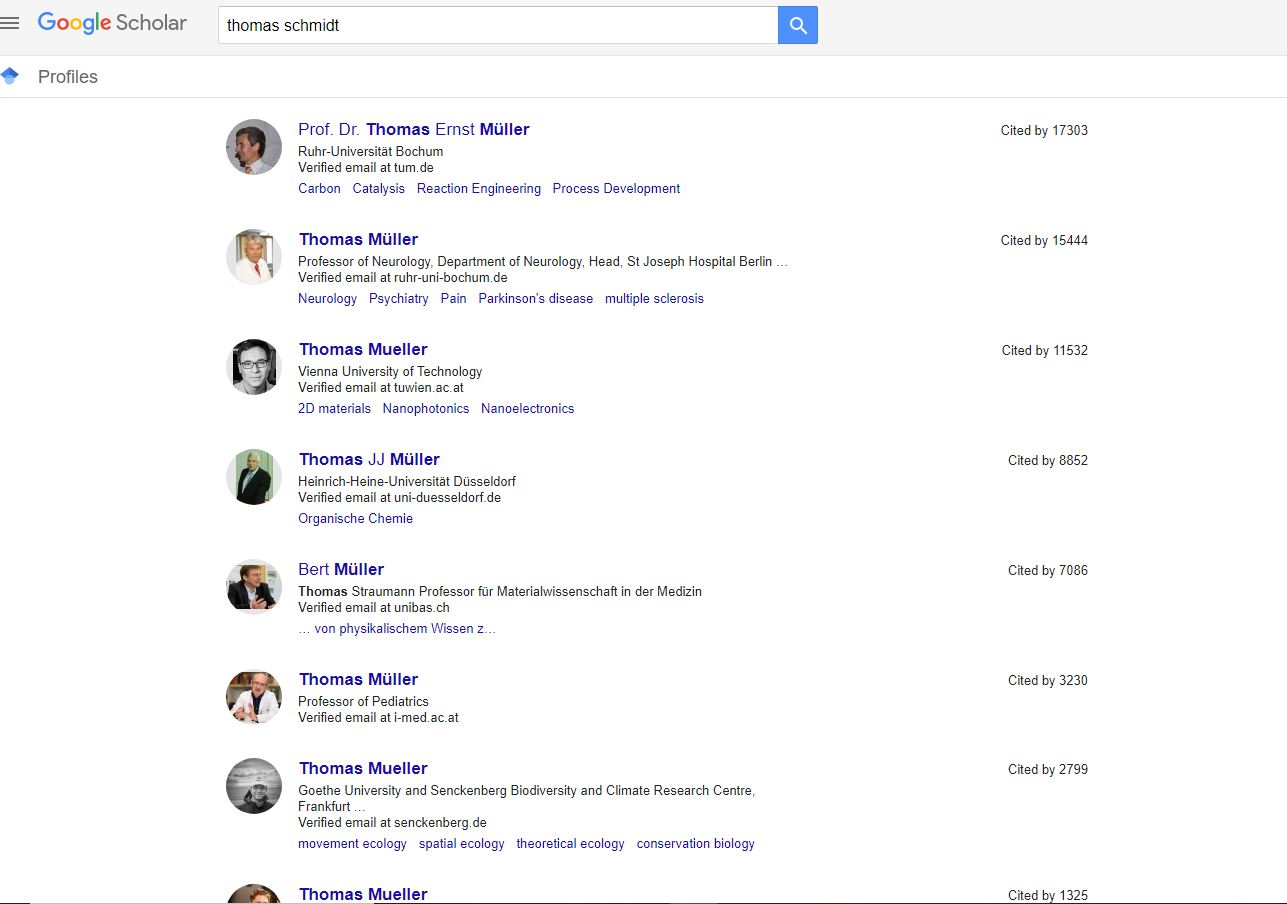 Google Scholar
thomas schmidt
Profiles
Prof. Dr. Thomas Ernst Müller
Cited by 17303
Ruhr-Universität Bochum
Verified email at tum.de
Carbon Catalysis Reaction Engineering Process Development
Thomas Müller
Cited by 15444
Professor of Neurology, Department of Neurology, Head, St Joseph Hospital Berlin …
Verified email at ruhr-uni-bochum.de
Neurology Psychiatry Pain Parkinson's disease multiple sclerosis
Thomas Mueller
Cited by 11532
Vienna University of Technology
Verified email at tuwien.ac.at
2D materials Nanophotonics Nanoelectronics
Thomas JJ Müller
Cited by 8852
Heinrich-Heine-Universität Düsseldorf
Verified email at uni-duesseldorf.de
Organische Chemie
Bert Müller
Cited by 7086
Thomas Straumann Professor für Materialwissenschaft in der Medizin
Verified email at unibas.ch
… von physikalischem Wissen z…
Thomas Müller
Cited by 3230
Professor of Pediatrics
Verified email at i-med.ac.at
Thomas Mueller
Cited by 2799
Goethe University and Senckenberg Biodiversity and Climate Research Centre,
Frankfurt …
Verified email at senckenberg.de
movement ecology spatial ecology theoretical ecology conservation biology
Thomas Mueller
Cited by 1325